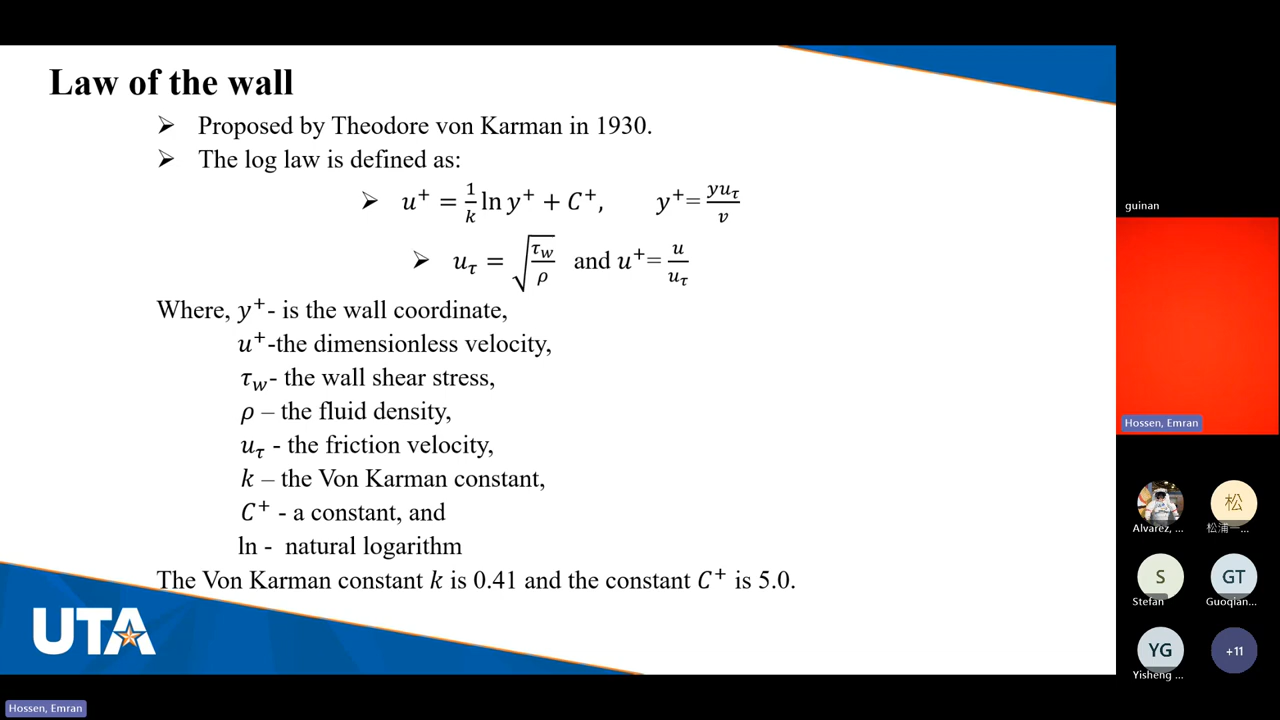 Law of the wall
➤ Proposed by Theodore von Karman in 1930.
➤ The log law is defined as:
➤ u⁺ = 1/k ln y⁺ + C⁺, y⁺= yu_τ/v
➤ u_τ = √(τ_w/ρ) and u⁺= u/u_τ
Where, y⁺- is the wall coordinate,
u⁺-the dimensionless velocity,
τ_w- the wall shear stress,
ρ – the fluid density,
u_τ - the friction velocity,
k – the Von Karman constant,
C⁺ - a constant, and
ln - natural logarithm
The Von Karman constant k is 0.41 and the constant C⁺ is 5.0.
UTA
Hossen, Emran
guinan
Hossen, Emran
Alvarez, ...
松
松浦一...
S
Stefan
GT
Guoqian...
YG
Yisheng ...
+11